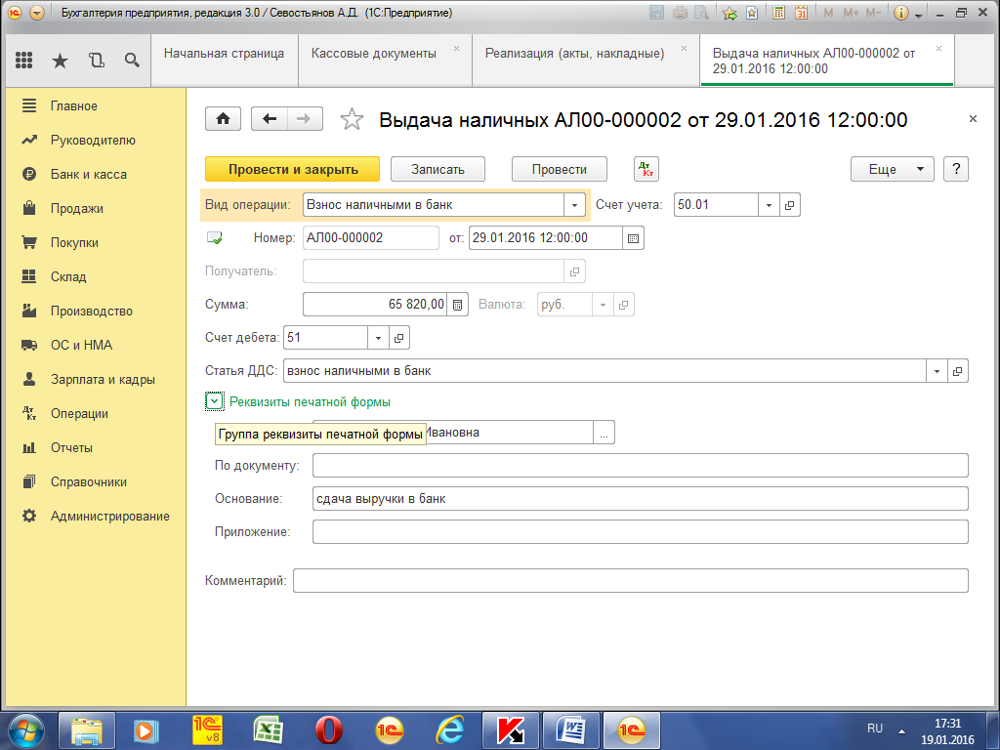 Бухгалтерия предприятия, редакция 3.0 / Севостьянов А.Д. (1С:Предприятие)
M M+ M-
31
Начальная страница
Кассовые документы
Реализация (акты, накладные)
Выдача наличных АЛ00-000002 от
29.01.2016 12:00:00
Главное
Руководителю
Банк и касса
Продажи
Покупки
Склад
Производство
ОС и НМА
Зарплата и кадры
Операции
Отчеты
Справочники
Администрирование
Выдача наличных АЛ00-000002 от 29.01.2016 12:00:00
Провести и закрыть
Записать
Провести
Дт
Кт
Еще
?
Вид операции: Взнос наличными в банк
Счет учета: 50.01
Номер: АЛ00-000002 от: 29.01.2016 12:00:00
Получатель:
Сумма: 65 820,00 Валюта: руб.
Счет дебета: 51
Статья ДДС: взнос наличными в банк
Реквизиты печатной формы
Группа реквизиты печатной формы
Ивановна
...
По документу:
Основание: сдача выручки в банк
Приложение:
Комментарий:
RU
17:31
19.01.2016